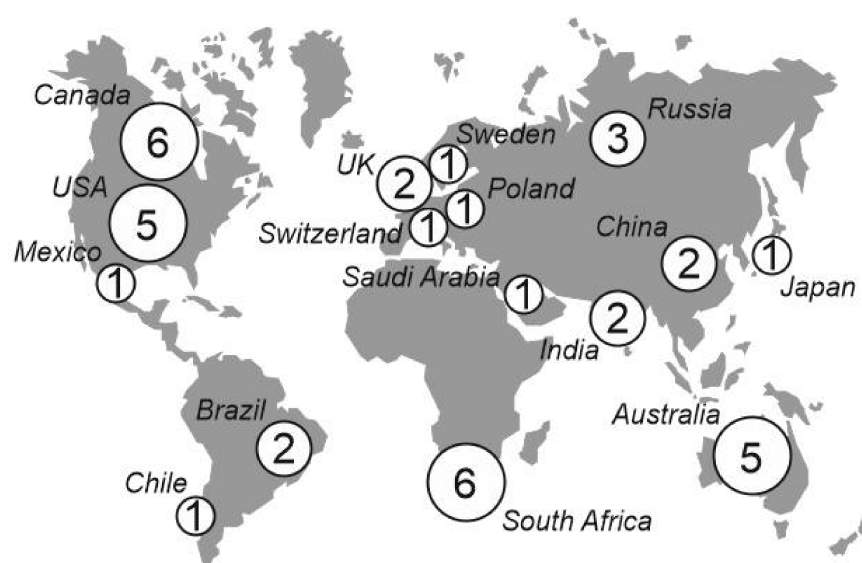 Canada
6
USA
5
Mexico
1
UK
2
Sweden
1
Poland
1
Switzerland
1
Russia
3
China
2
Japan
1
Saudi Arabia
1
India
2
Brazil
2
Chile
1
South Africa
6
Australia
5